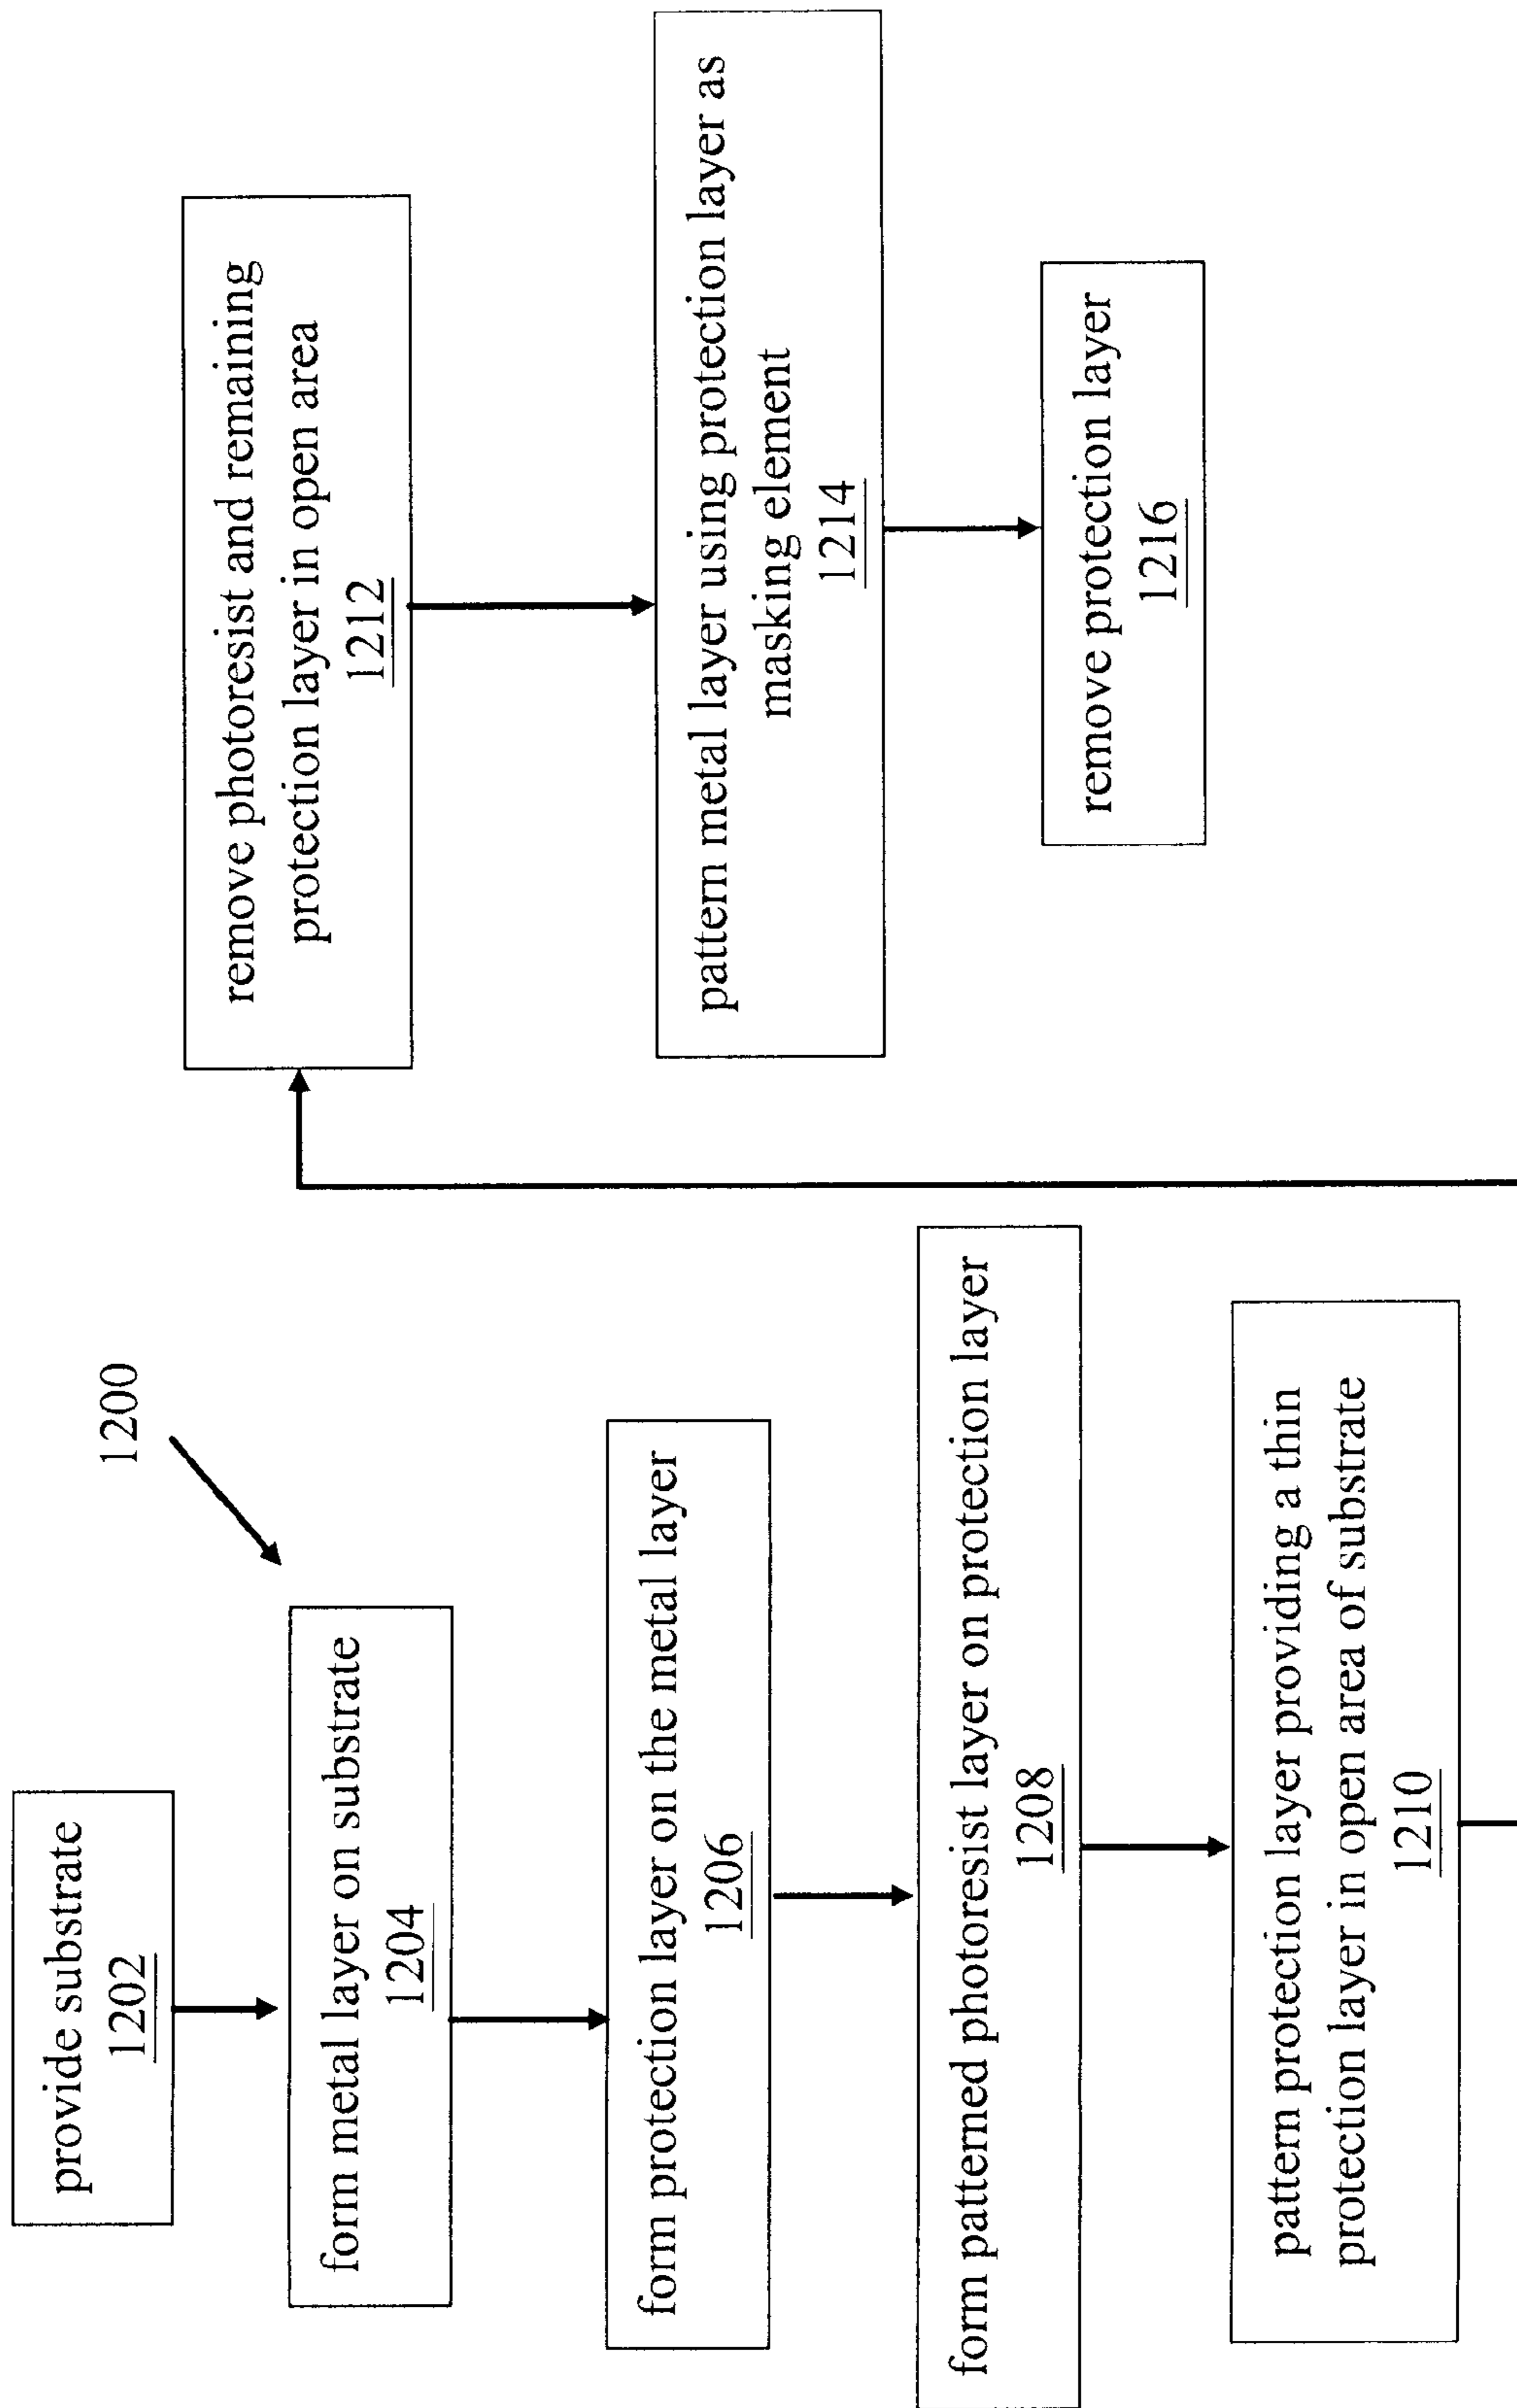 1200
provide substrate
1202
form metal layer on substrate
1204
form protection layer on the metal layer
1206
form patterned photoresist layer on protection layer
1208
pattern protection layer providing a thin
protection layer in open area of substrate
1210
remove photoresist and remaining
protection layer in open area
1212
pattern metal layer using protection layer as
masking element
1214
remove protection layer
1216